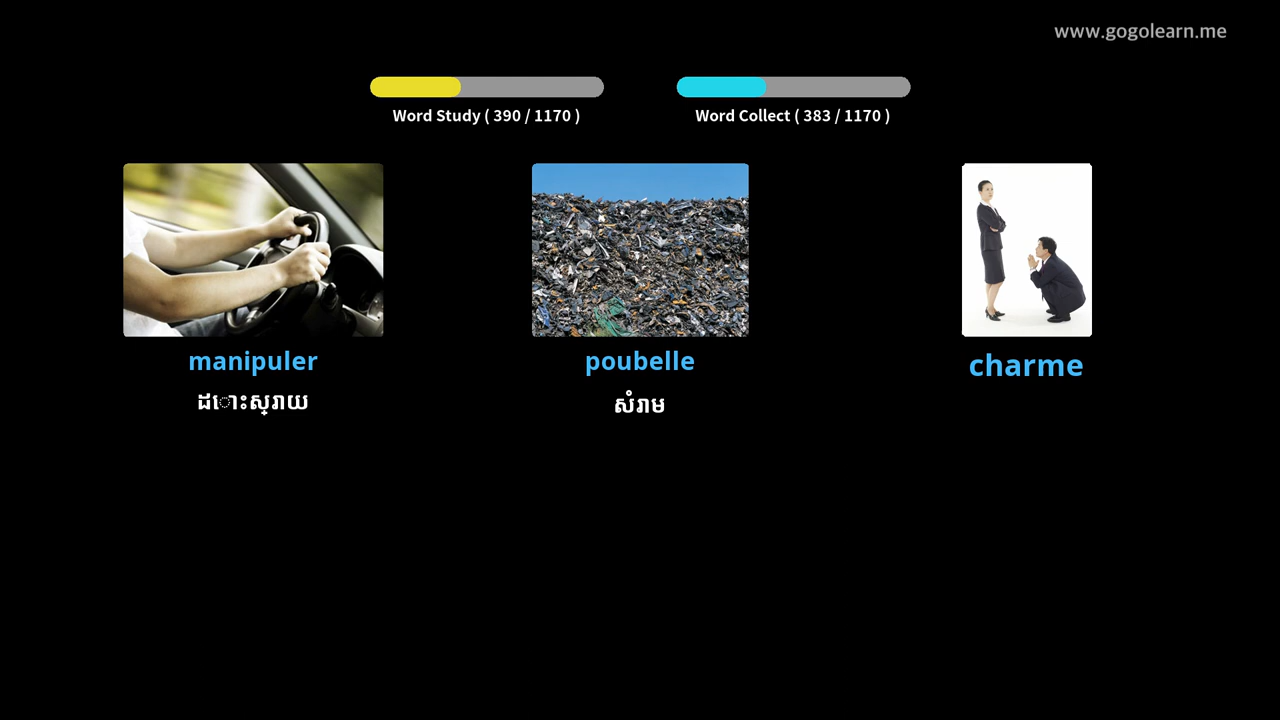 www.gogolearn.me
Word Study ( 390 / 1170 )
Word Collect ( 383 / 1170 )
manipuler
poubelle
charme
ដោះស្រាយ
សំរាម